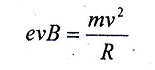 evB = mv²/R